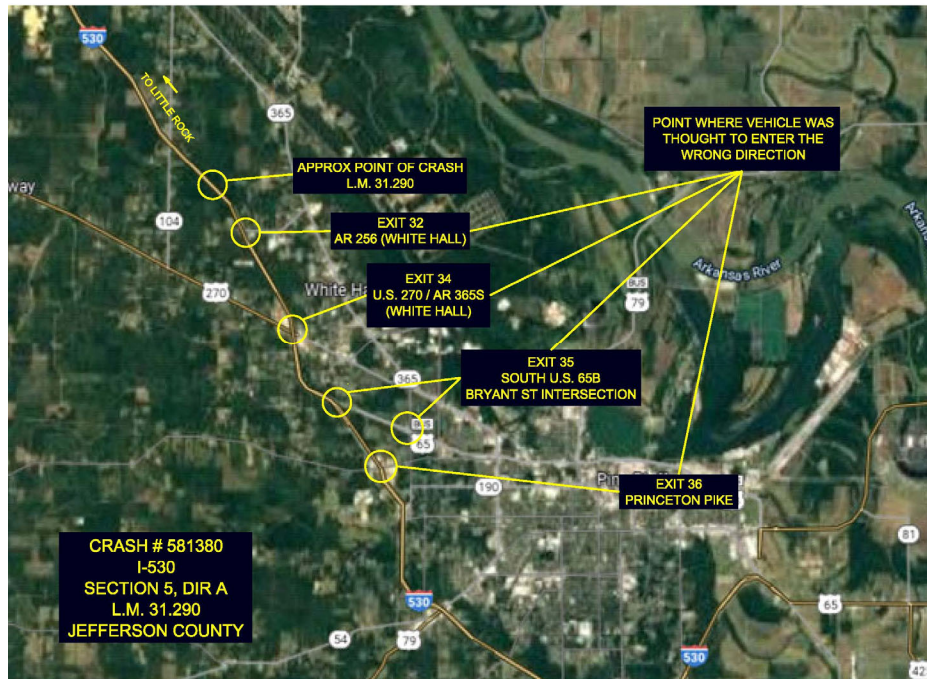 530
TO LITTLE ROCK
365
POINT WHERE VEHICLE WAS
THOUGHT TO ENTER THE
WRONG DIRECTION
APPROX POINT OF CRASH
L.M. 31.290
way
104
EXIT 32
AR 256 (WHITE HALL)
Arkansas River
270
White Ha
EXIT 34
U.S. 270 / AR 365S
(WHITE HALL)
BUS
79
EXIT 35
SOUTH U.S. 65B
BRYANT ST INTERSECTION
365
BUS
65
190
Pine
EXIT 36
PRINCETON PIKE
CRASH # 581380
I-530
SECTION 5, DIR A
L.M. 31.290
JEFFERSON COUNTY
81
530
65
54
79
530